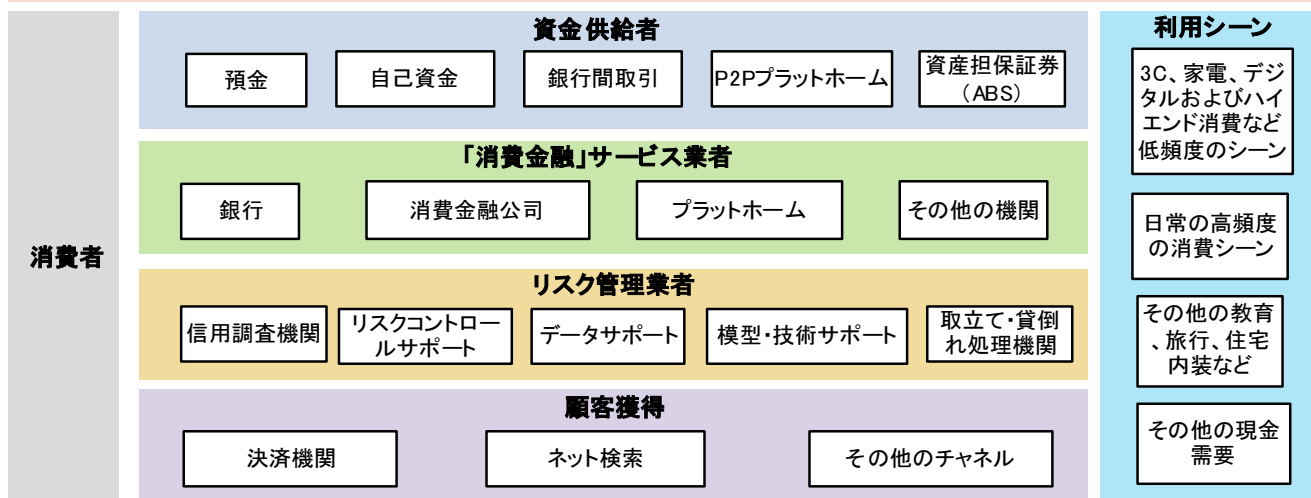 消費者
資金供給者
預金
自己資金
銀行間取引
P2Pプラットホーム
資産担保証券
(ABS)
「消費金融」サービス業者
銀行
消費金融公司
プラットホーム
その他の機関
リスク管理業者
信用調査機関
リスクコントロー
ルサポート
データサポート
模型・技術サポート
取立て・貸倒
れ処理機関
顧客獲得
決済機関
ネット検索
その他のチャネル
利用シーン
3C、家電、デジ
タルおよびハイ
エンド消費など
低頻度のシーン
日常の高頻度
の消費シーン
その他の教育
、旅行、住宅
内装など
その他の現金
需要